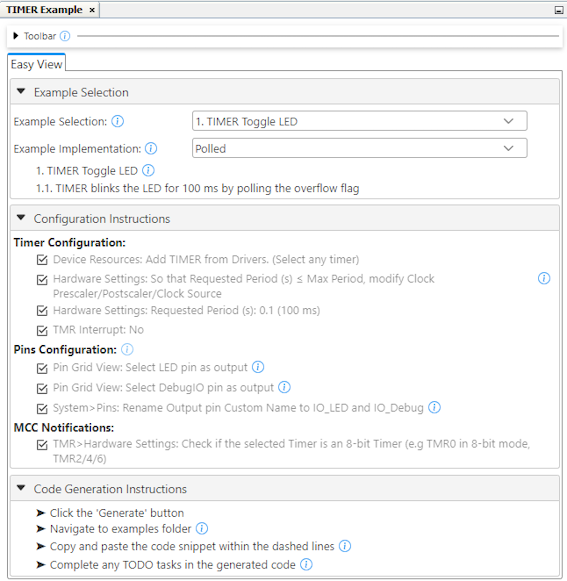 TIMER Example
Toolbar
Easy View
Example Selection
Example Selection:
1. TIMER Toggle LED
Example Implementation:
Polled
1. TIMER Toggle LED
1.1. TIMER blinks the LED for 100 ms by polling the overflow flag
Configuration Instructions
Timer Configuration:
Device Resources: Add TIMER from Drivers. (Select any timer)
Hardware Settings: So that Requested Period (s) ≤ Max Period, modify Clock
Prescaler/Postscaler/Clock Source
Hardware Settings: Requested Period (s): 0.1 (100 ms)
TMR Interrupt: No
Pins Configuration:
Pin Grid View: Select LED pin as output
Pin Grid View: Select DebugIO pin as output
System>Pins: Rename Output pin Custom Name to IO_LED and IO_Debug
MCC Notifications:
TMR>Hardware Settings: Check if the selected Timer is an 8-bit Timer (e.g TMR0 in 8-bit mode,
TMR2/4/6)
Code Generation Instructions
Click the 'Generate' button
Navigate to examples folder
Copy and paste the code snippet within the dashed lines
Complete any TODO tasks in the generated code